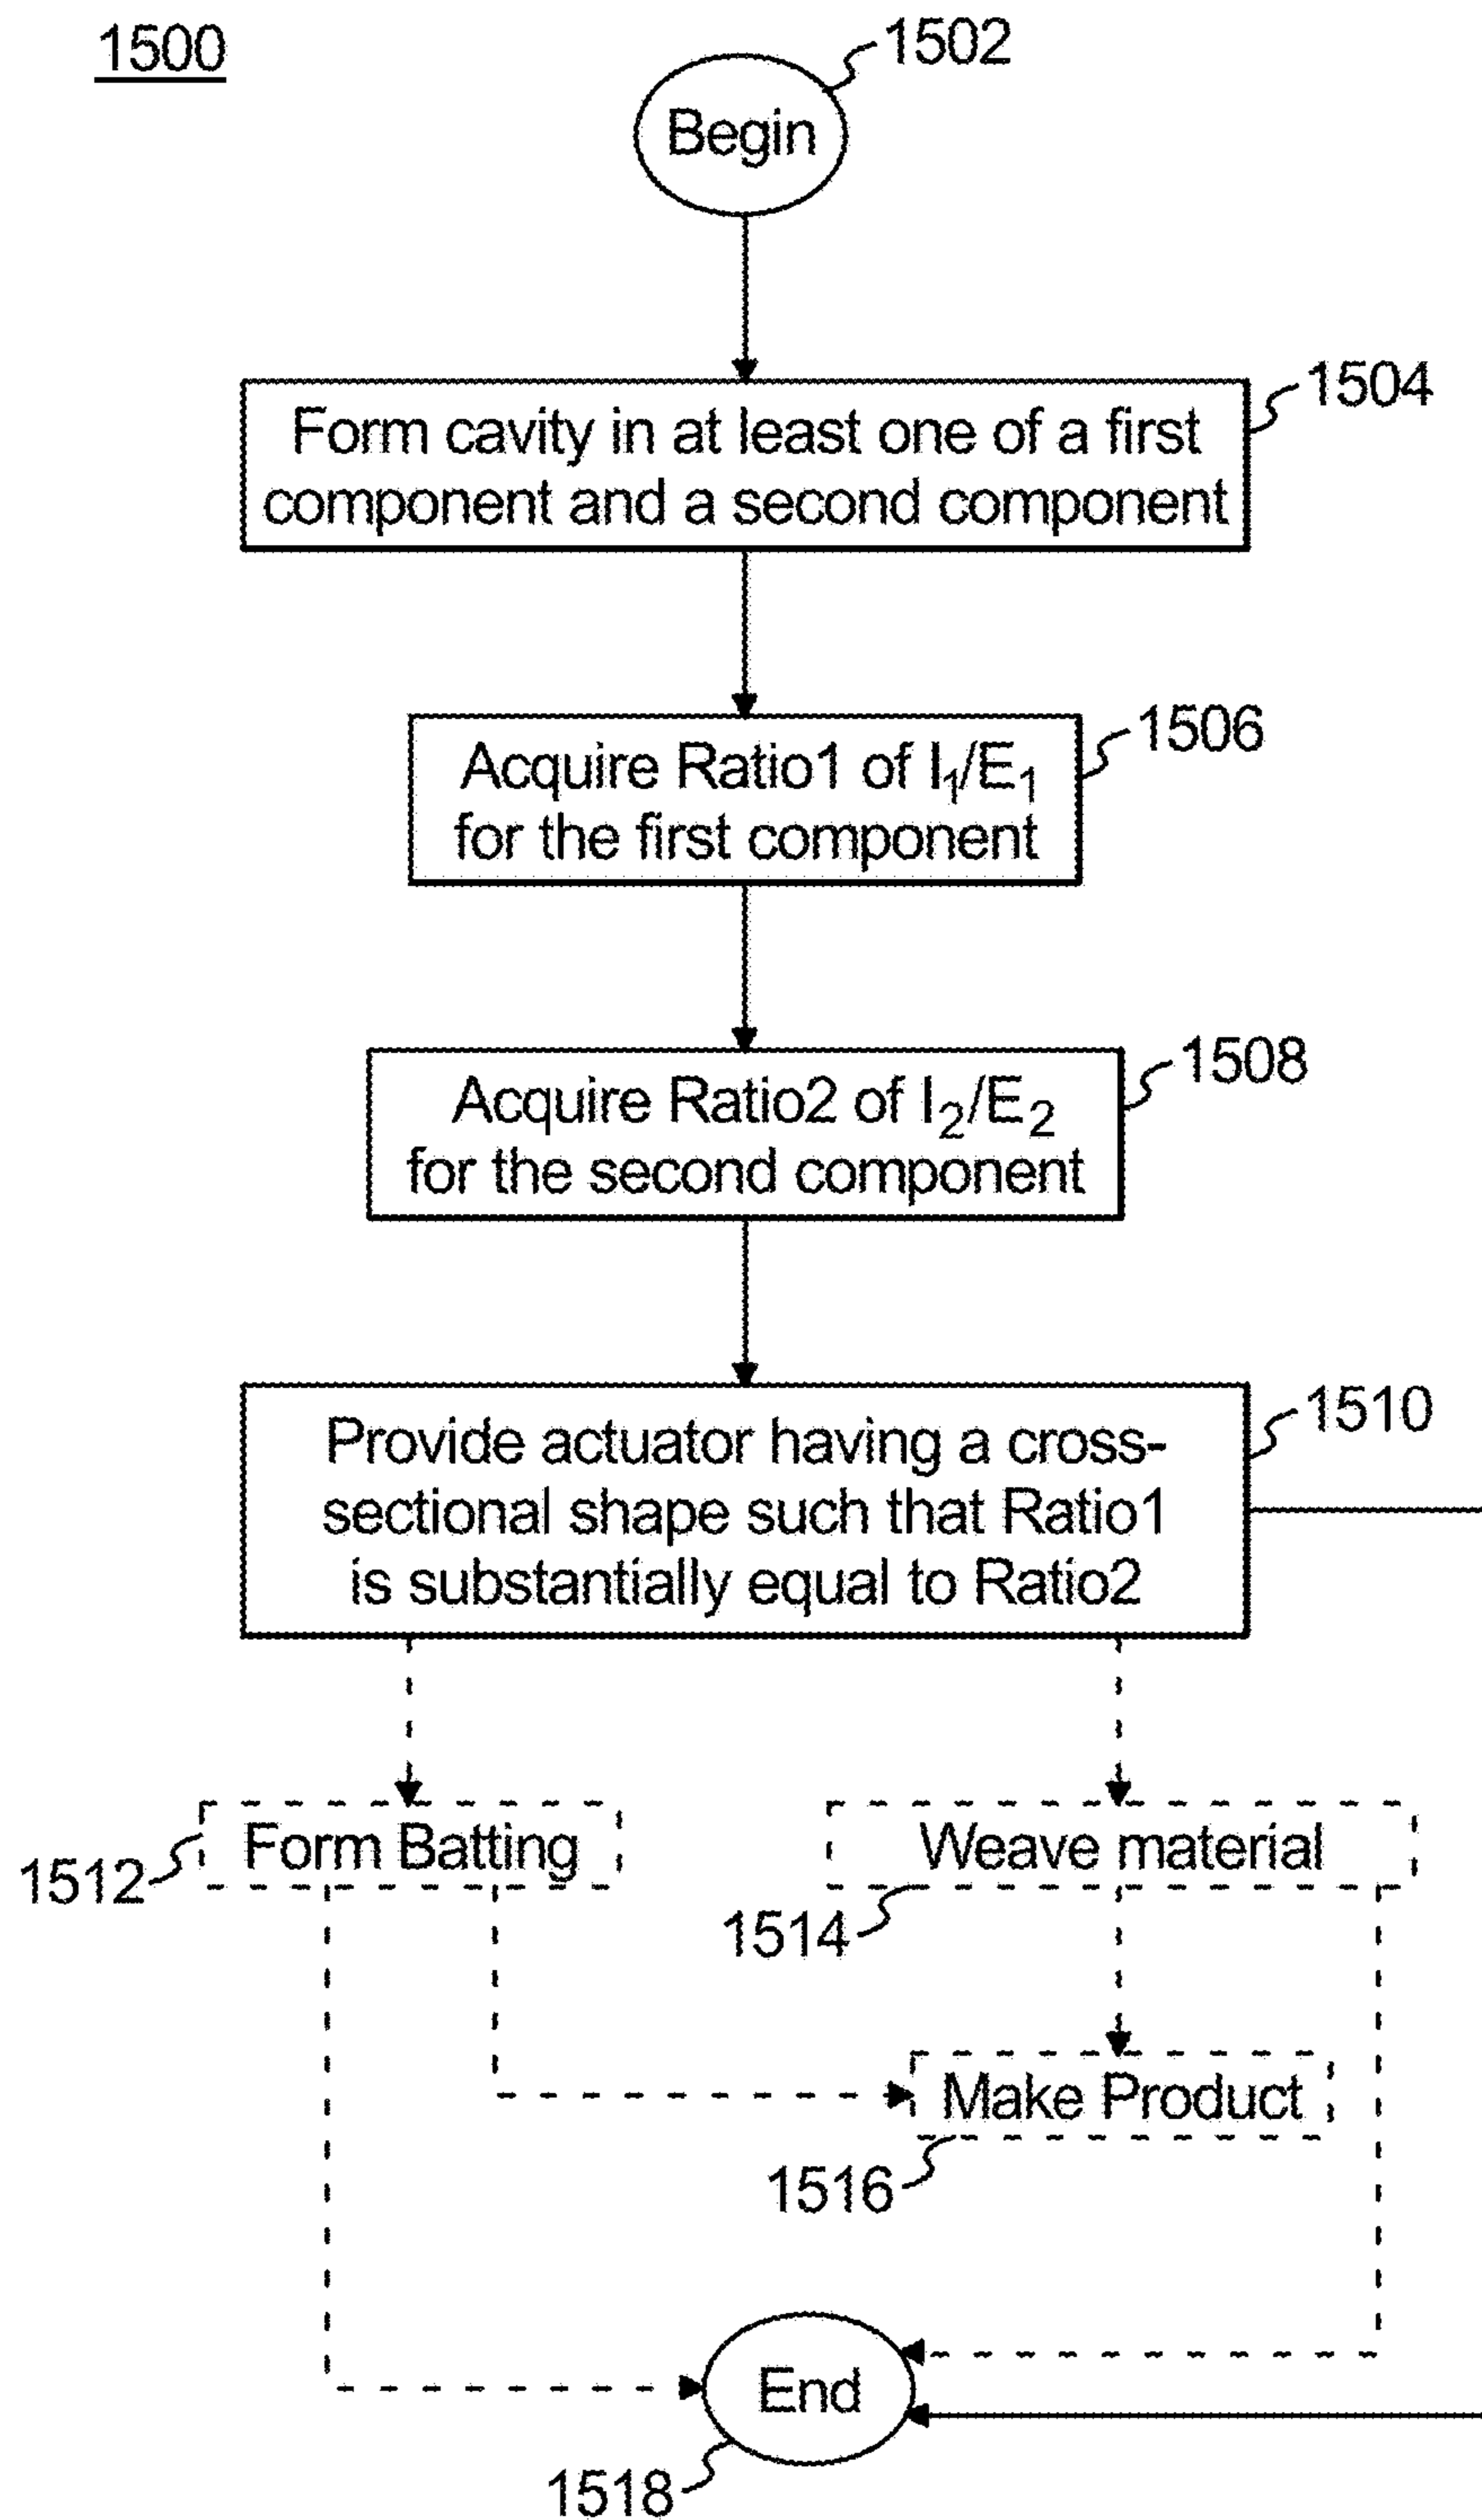 1500
1502
Begin
1504
Form cavity in at least one of a first
component and a second component
1506
Acquire Ratio1 of I₁/E₁
for the first component
1508
Acquire Ratio2 of I₂/E₂
for the second component
1510
Provide actuator having a cross-
sectional shape such that Ratio1
is substantially equal to Ratio2
Form Batting
1512
Weave material
1514
Make Product
1516
End
1518